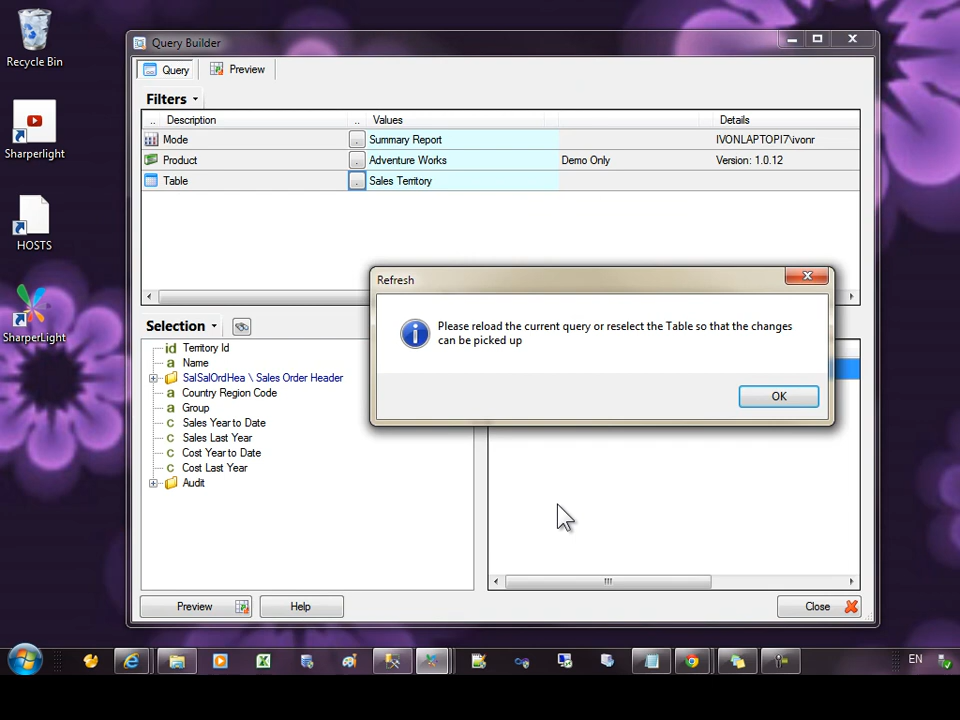 Recycle Bin
Sharperlight
HOSTS
SharperLight
Query Builder
Query
Preview
Filters
.. Description .. Values Details
Mode . Summary Report IVONLAPTOPI7\ivonr
Product . Adventure Works Demo Only Version: 1.0.12
Table . Sales Territory
Refresh
Please reload the current query or reselect the Table so that the changes
can be picked up
OK
Selection
id Territory Id
a Name
SalSalOrdHea \ Sales Order Header
a Country Region Code
a Group
c Sales Year to Date
c Sales Last Year
c Cost Year to Date
c Cost Last Year
Audit
Preview
Help
Close
EN